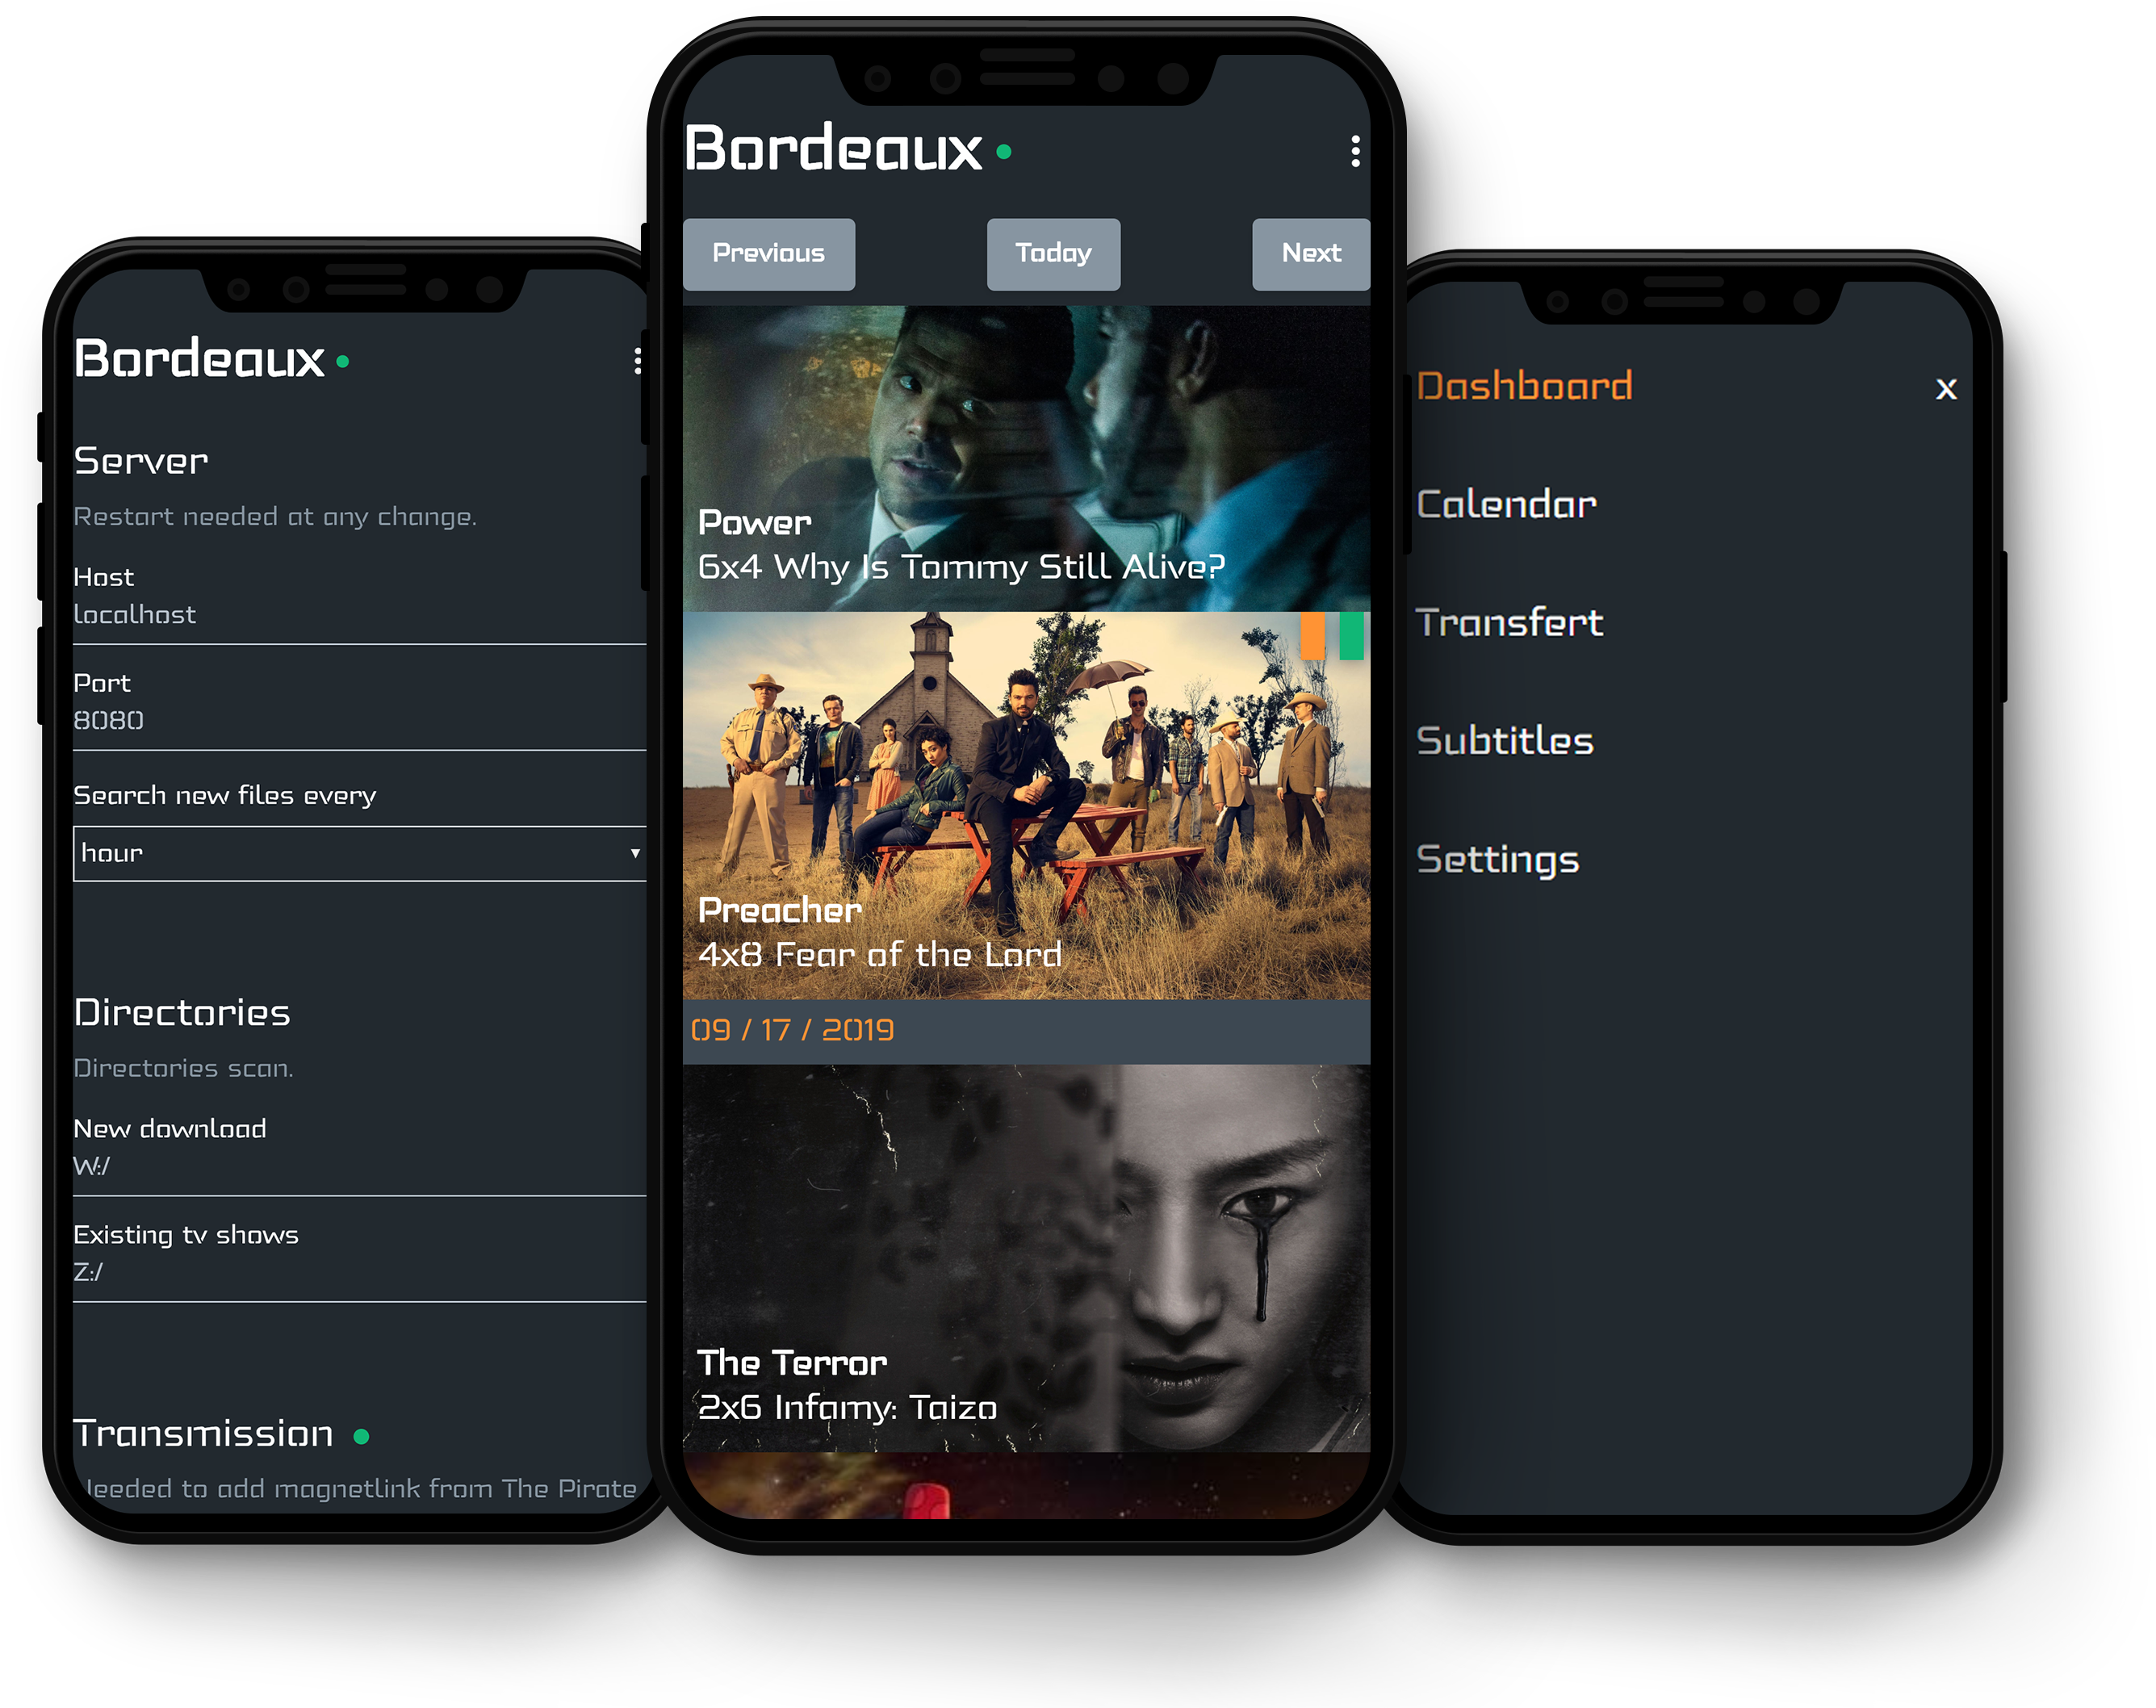 Bordeaux
Server
Restart needed at any change.
Host
localhost
Port
8080
Search new files every
hour
Directories
Directories scan.
New download
W:/
Existing tv shows
Z:/
Transmission
to add magnetlink from The Pirate
Bordeaux
Previous
Today
Next
Power
6x4 Why Is Tommy Still Alive?
Preacher
4x8 Fear of the Lord
09 / 17 / 2019
The Terror
2x6 Infamy: Taizo
Dashboard
x
Calendar
Transfert
Subtitles
Settings